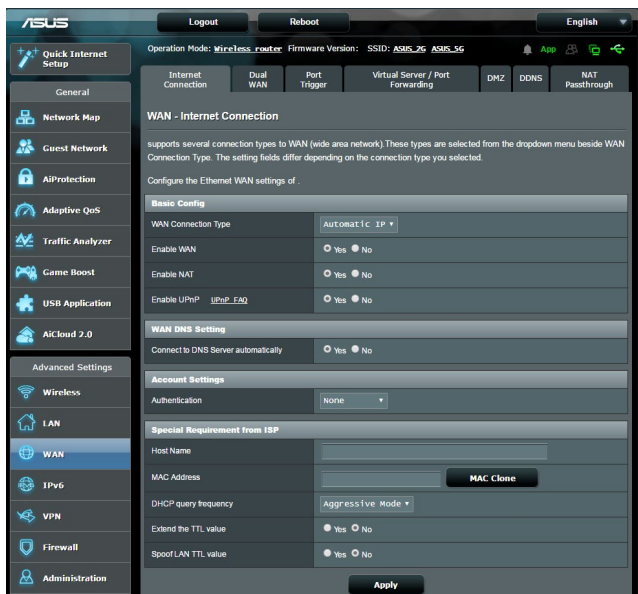 ASUS
Logout
Reboot
English
Quick Internet
Setup
Operation Mode: Wireless router Firmware Version: SSID: ASUS_2G ASUS_5G
App
Internet
Connection
Dual
WAN
Port
Trigger
Virtual Server / Port
Forwarding
DMZ
DDNS
NAT
Passthrough
General
Network Map
Guest Network
AiProtection
Adaptive QoS
Traffic Analyzer
Game Boost
USB Application
AiCloud 2.0
Advanced Settings
Wireless
LAN
WAN
IPv6
VPN
Firewall
Administration
WAN - Internet Connection
supports several connection types to WAN (wide area network).These types are selected from the dropdown menu beside WAN
Connection Type. The setting fields differ depending on the connection type you selected.
Configure the Ethernet WAN settings of .
Basic Config
WAN Connection Type Automatic IP
Enable WAN Yes No
Enable NAT Yes No
Enable UPnP UPnP FAQ Yes No
WAN DNS Setting
Connect to DNS Server automatically Yes No
Account Settings
Authentication None
Special Requirement from ISP
Host Name
MAC Address MAC Clone
DHCP query frequency Aggressive Mode
Extend the TTL value Yes No
Spoof LAN TTL value Yes No
Apply